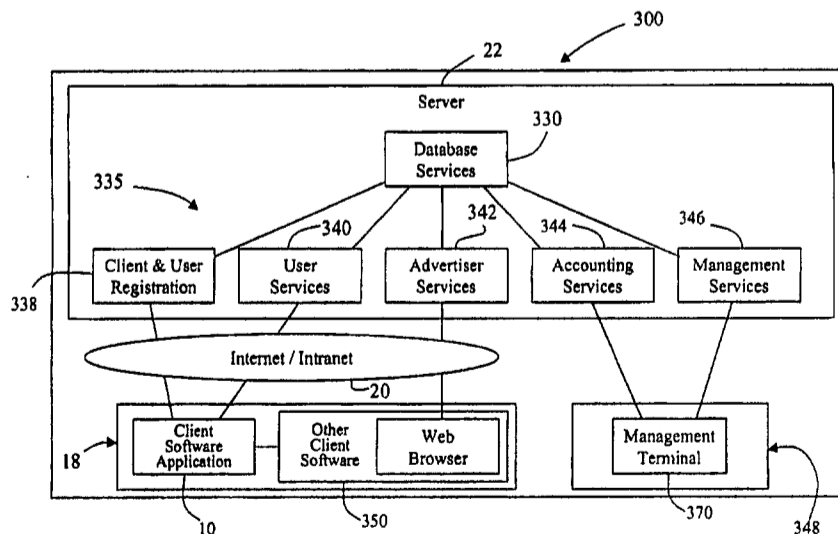 300
22
Server
330
Database
Services
335
340
342
344
346
Client & User
Registration
User
Services
Advertiser
Services
Accounting
Services
Management
Services
338
Internet / Intranet
20
18
Client
Software
Application
Other
Client
Software
Web
Browser
Management
Terminal
10
350
370
348